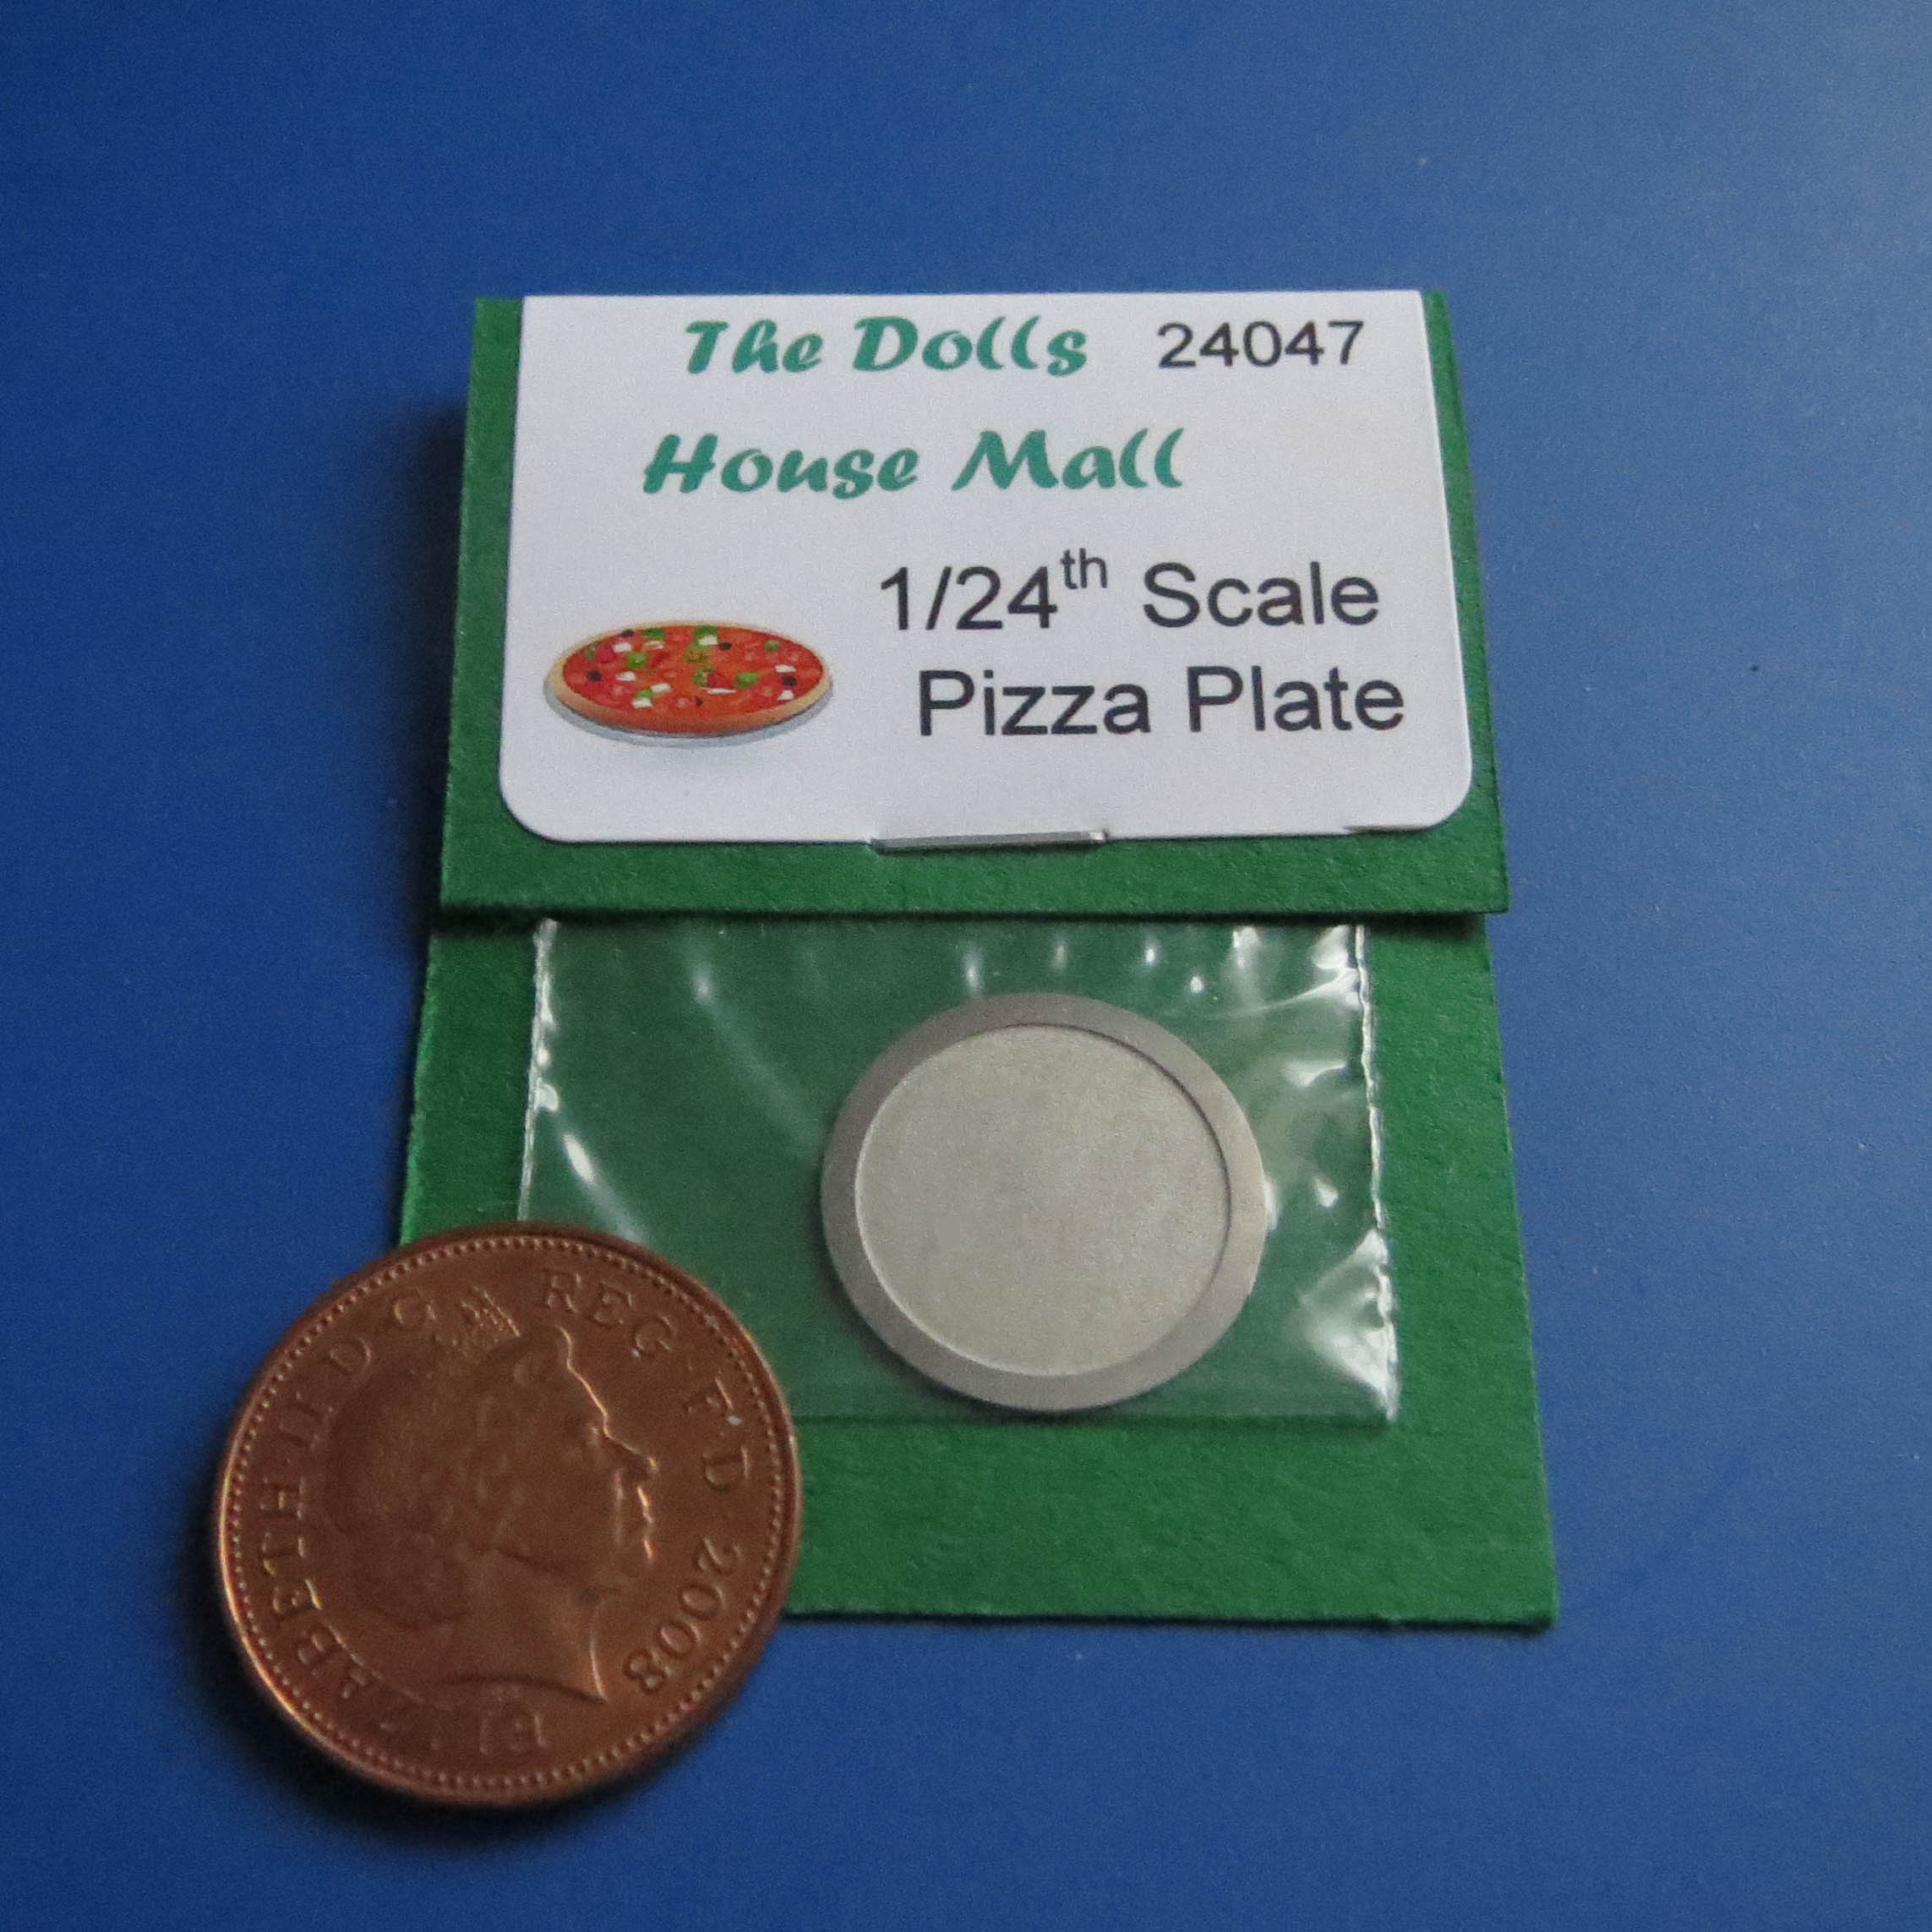 The Dolls 24047
House Mall
1/24th Scale
Pizza Plate
ELIZABETH·II·D·G REG·F·D·2008